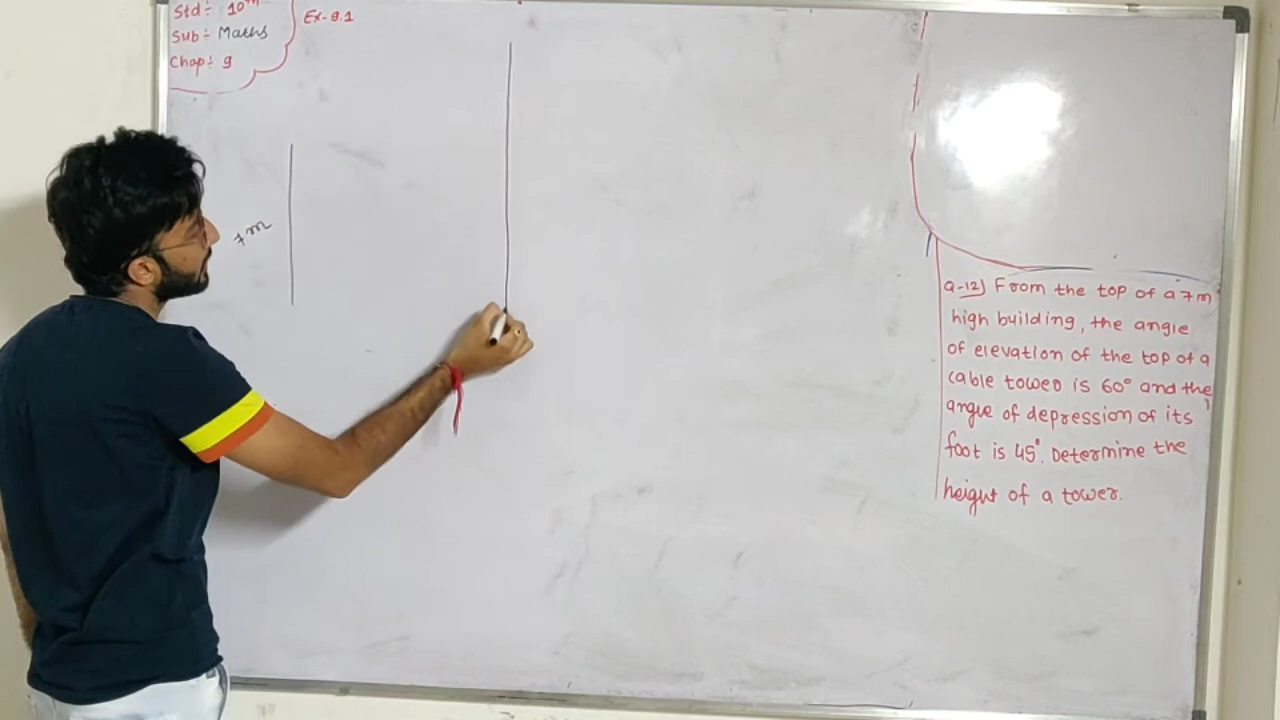 Std:- 10th
Sub:- Maths
Chap:- 9
Ex-9.1
7m
Q-12) From the top of a 7m
high building, the angle
of elevation of the top of a
cable tower is 60° and the
angle of depression of its
foot is 45°. Determine the
height of a tower.